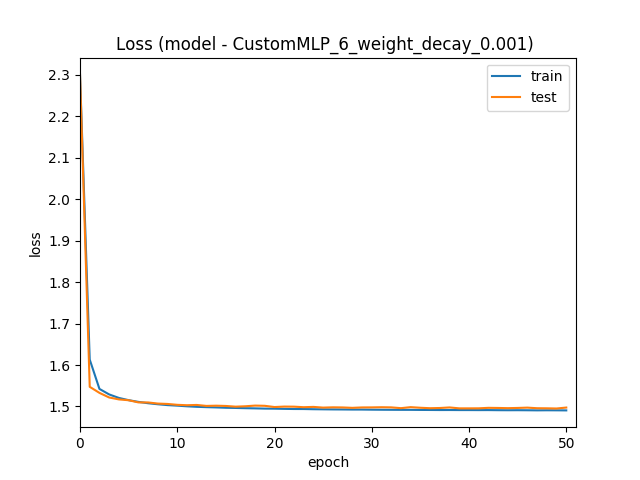 Loss (model - CustomMLP_6_weight_decay_0.001)
train
test
2.3
2.2
2.1
2.0
1.9
1.8
1.7
1.6
1.5
loss
0 10 20 30 40 50
epoch